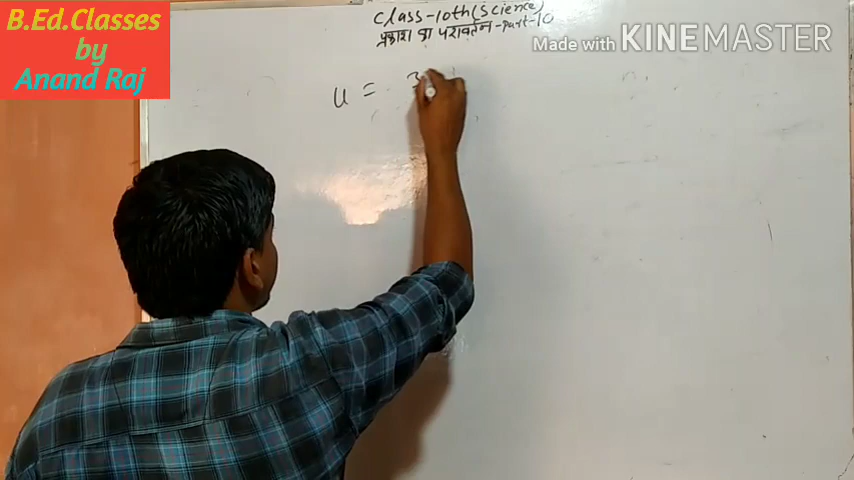 B.Ed.Classes
by
Anand Raj
Class-10th(Science)
प्रकाश का परावर्तन-Part-10
Made with KINEMASTER
u =